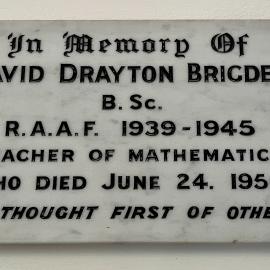 In Memory Of
AVID DRAYTON BRIGDE
B. Sc.
R.A.A.F. 1939-1945
EACHER OF MATHEMATIC
HO DIED JUNE 24. 195
THOUGHT FIRST OF OTHE